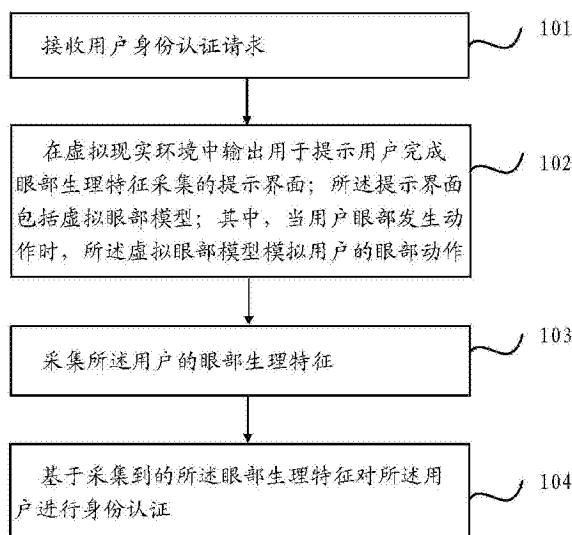 接收用户身份认证请求
101
在虚拟现实环境中输出用于提示用户完成
眼部生理特征采集的提示界面；所述提示界面
包括虚拟眼部模型；其中，当用户眼部发生动
作时，所述虚拟眼部模型模拟用户的眼部动作
102
采集所述用户的眼部生理特征
103
基于采集到的所述眼部生理特征对所述用
户进行身份认证
104